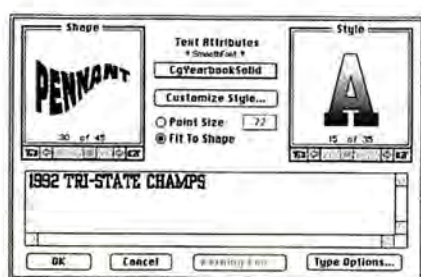 Shape
PENNANT
30 of 45
Text Attributes
SmoothFont
CgYearbookSolid
Customize Style...
Point Size 72
Fit To Shape
Style
A
15 of 35
1992 TRI-STATE CHAMPS
OK
Cancel
Type Options...